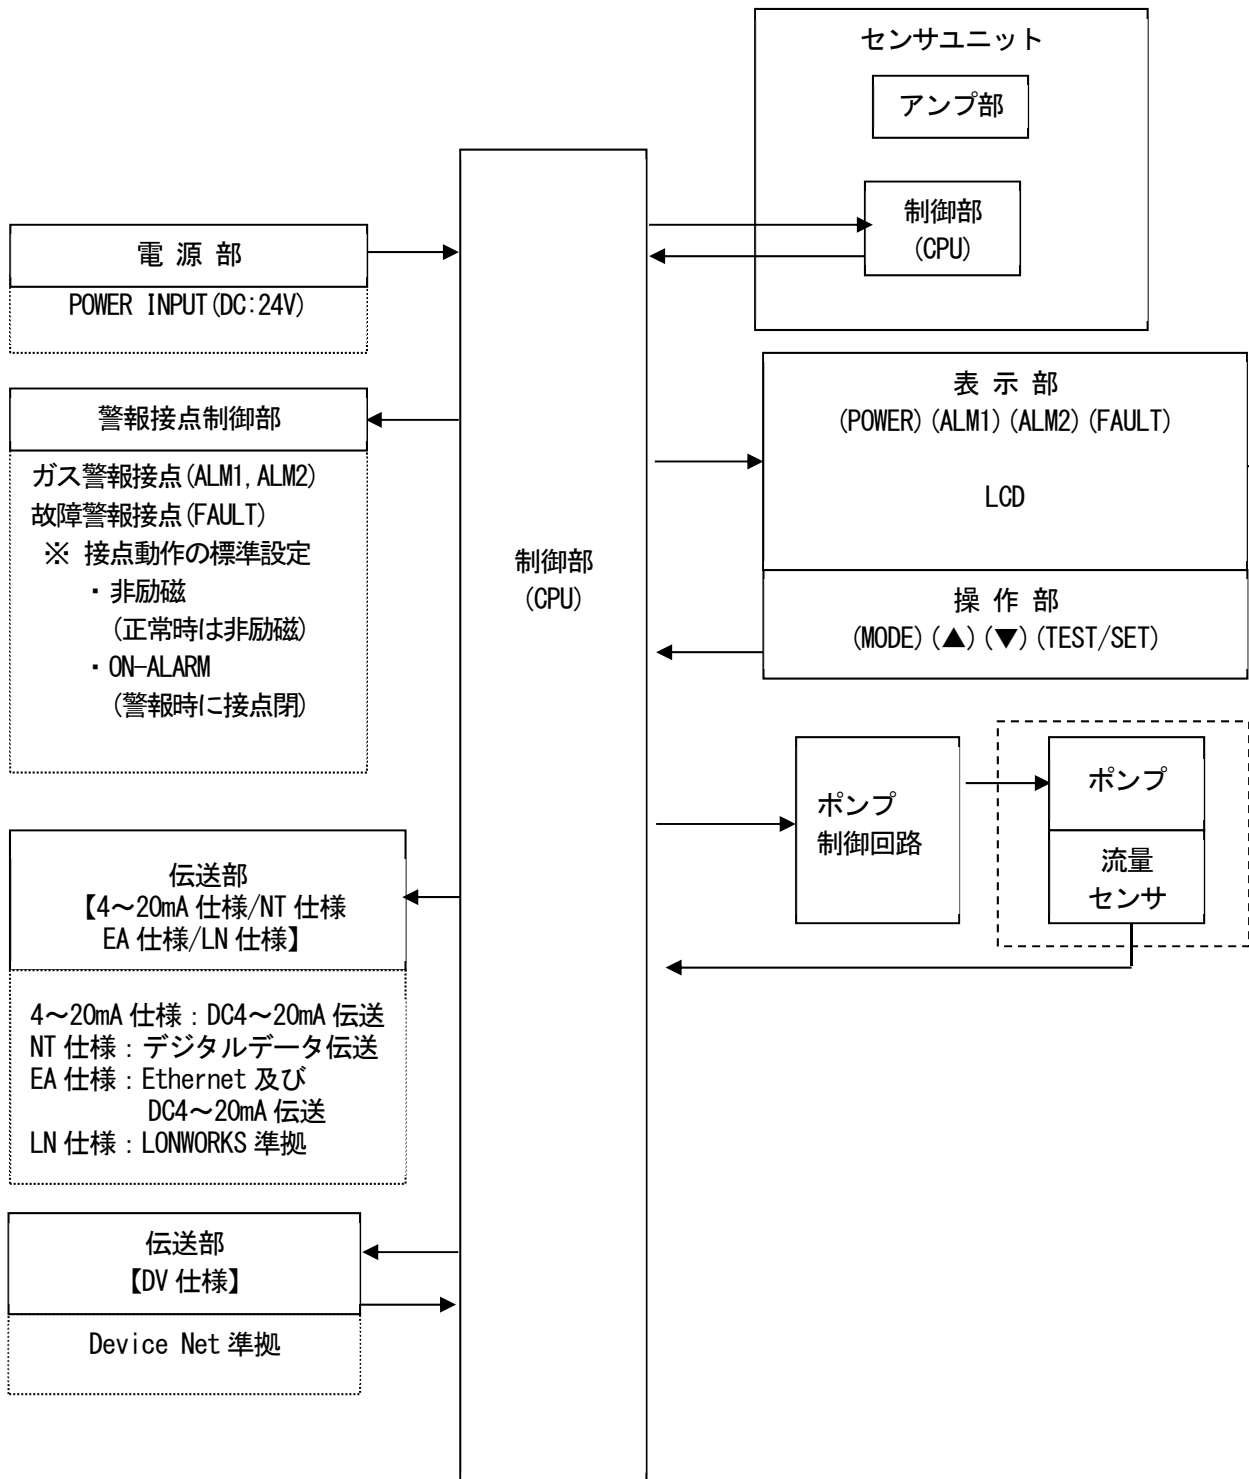 センサユニット
アンプ部
制御部
(CPU)
電 源 部
POWER INPUT(DC:24V)
警報接点制御部
ガス警報接点(ALM1,ALM2)
故障警報接点(FAULT)
※ 接点動作の標準設定
・非励磁
(正常時は非励磁)
・ON-ALARM
(警報時に接点閉)
伝送部
【4～20mA 仕様/NT 仕様
EA 仕様/LN 仕様】
4～20mA 仕様：DC4～20mA 伝送
NT 仕様：デジタルデータ伝送
EA 仕様：Ethernet 及び
DC4～20mA 伝送
LN 仕様：LONWORKS 準拠
伝送部
【DV 仕様】
Device Net 準拠
制御部
(CPU)
表 示 部
(POWER)(ALM1)(ALM2)(FAULT)
LCD
操 作 部
(MODE)(▲)(▼)(TEST/SET)
ポンプ
制御回路
ポンプ
流量
センサ